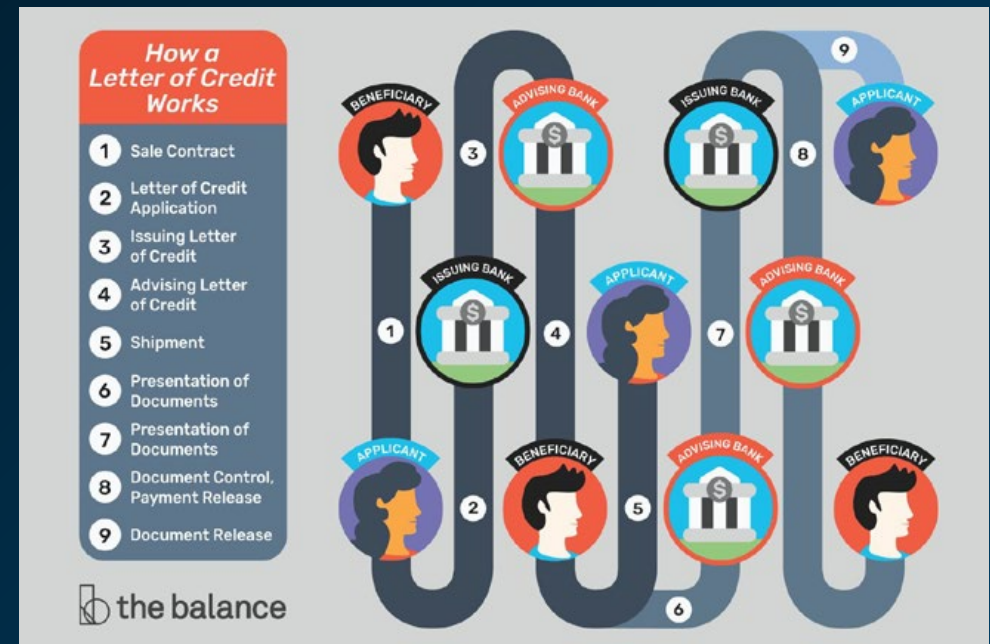 How a
Letter of Credit
Works
1 Sale Contract
2 Letter of Credit
Application
3 Issuing Letter
of Credit
4 Advising Letter
of Credit
5 Shipment
6 Presentation of
Documents
7 Presentation of
Documents
8 Document Control,
Payment Release
9 Document Release
the balance
BENEFICIARY
3
ADVISING BANK
$
ISSUING BANK
$
8
9
APPLICANT
1
ISSUING BANK
$
4
APPLICANT
7
ADVISING BANK
$
APPLICANT
2
BENEFICIARY
5
ADVISING BANK
$
BENEFICIARY
6